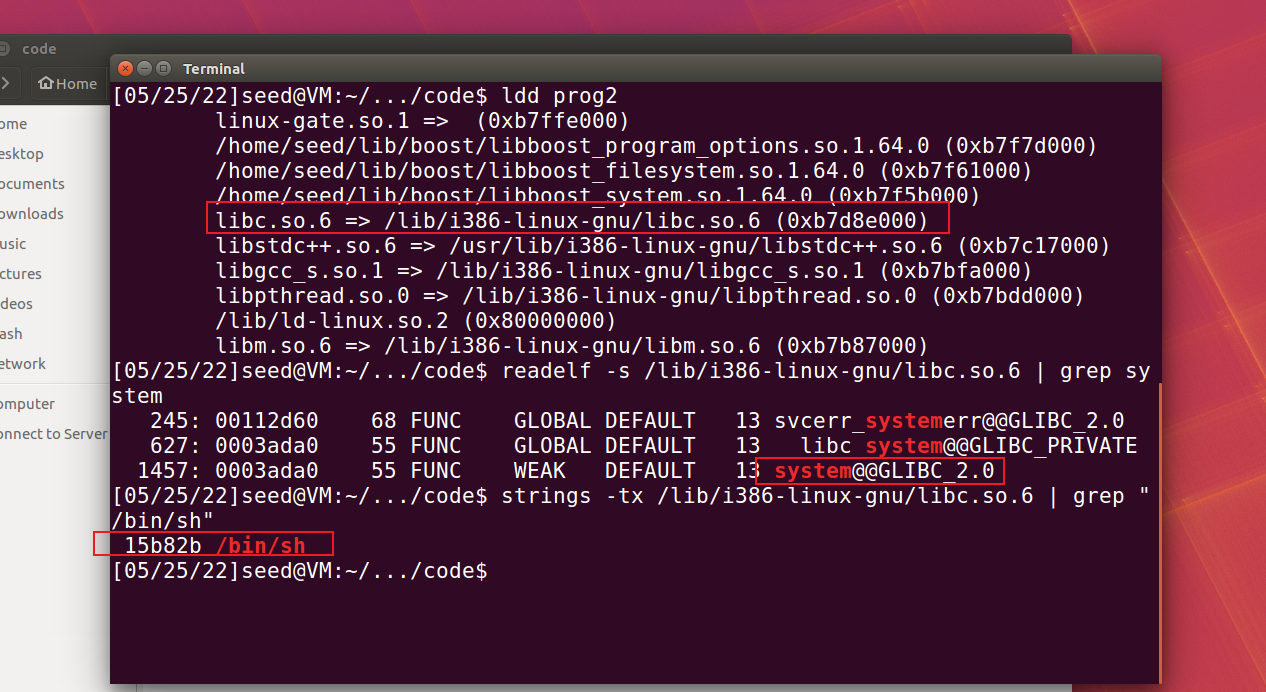 code
Home
Terminal
ome
esktop
ocuments
ownloads
usic
ctures
deos
ash
etwork
omputer
onnect to Server
[05/25/22]seed@VM:~/.../code$ ldd prog2
linux-gate.so.1 =>  (0xb7ffe000)
/home/seed/lib/boost/libboost_program_options.so.1.64.0 (0xb7f7d000)
/home/seed/lib/boost/libboost_filesystem.so.1.64.0 (0xb7f61000)
/home/seed/lib/boost/libboost_system.so.1.64.0 (0xb7f5b000)
libc.so.6 => /lib/i386-linux-gnu/libc.so.6 (0xb7d8e000)
libstdc++.so.6 => /usr/lib/i386-linux-gnu/libstdc++.so.6 (0xb7c17000)
libgcc_s.so.1 => /lib/i386-linux-gnu/libgcc_s.so.1 (0xb7bfa000)
libpthread.so.0 => /lib/i386-linux-gnu/libpthread.so.0 (0xb7bdd000)
/lib/ld-linux.so.2 (0x80000000)
libm.so.6 => /lib/i386-linux-gnu/libm.so.6 (0xb7b87000)
[05/25/22]seed@VM:~/.../code$ readelf -s /lib/i386-linux-gnu/libc.so.6 | grep sy
stem
245: 00112d60    68 FUNC    GLOBAL DEFAULT   13 svcerr_systemerr@@GLIBC_2.0
627: 0003ada0    55 FUNC    GLOBAL DEFAULT   13   libc system@@GLIBC_PRIVATE
1457: 0003ada0    55 FUNC    WEAK   DEFAULT   13 system@@GLIBC_2.0
[05/25/22]seed@VM:~/.../code$ strings -tx /lib/i386-linux-gnu/libc.so.6 | grep "
/bin/sh"
15b82b /bin/sh
[05/25/22]seed@VM:~/.../code$